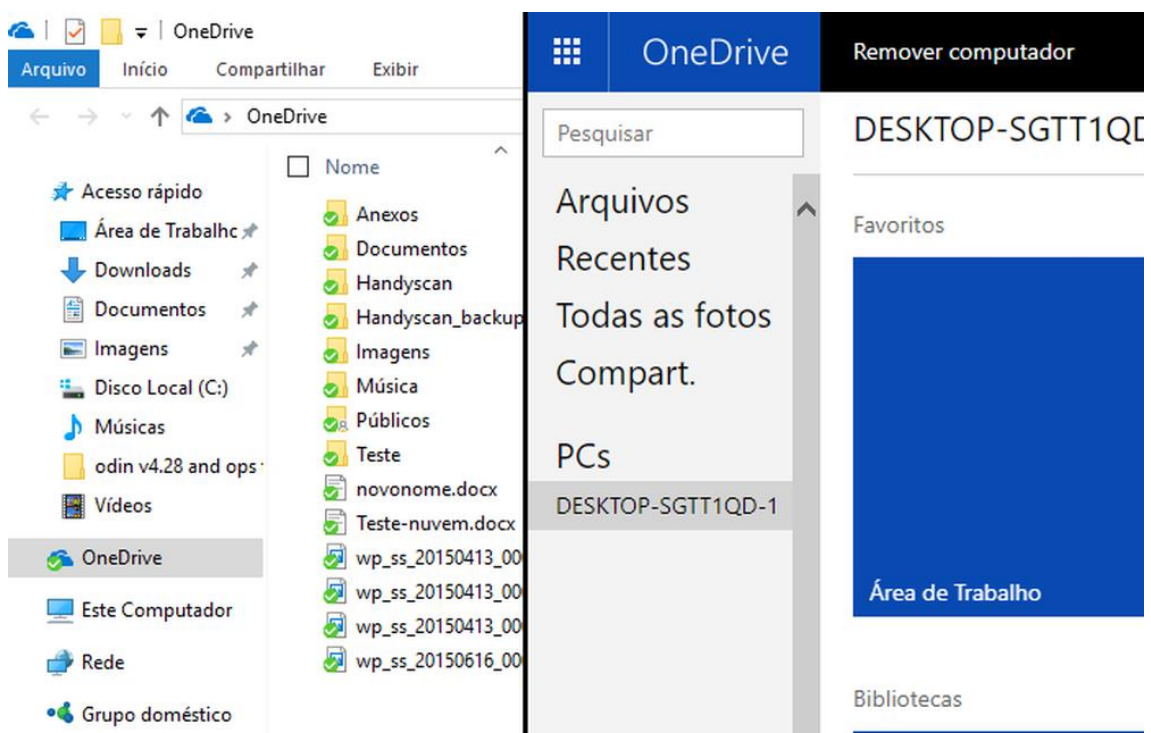 OneDrive
Arquivo Início Compartilhar Exibir
OneDrive
Acesso rápido
Área de Trabalho
Downloads
Documentos
Imagens
Disco Local (C:)
Músicas
odin v4.28 and ops
Vídeos
OneDrive
Este Computador
Rede
Grupo doméstico
Nome
Anexos
Documentos
Handyscan
Handyscan_backup
Imagens
Música
Públicos
Teste
novonome.docx
Teste-nuvem.docx
wp_ss_20150413_00
wp_ss_20150413_00
wp_ss_20150413_00
wp_ss_20150616_00
OneDrive
Remover computador
Pesquisar
Arquivos
Recentes
Todas as fotos
Compart.
PCs
DESKTOP-SGTT1QD-1
DESKTOP-SGTT1QD
Favoritos
Área de Trabalho
Bibliotecas